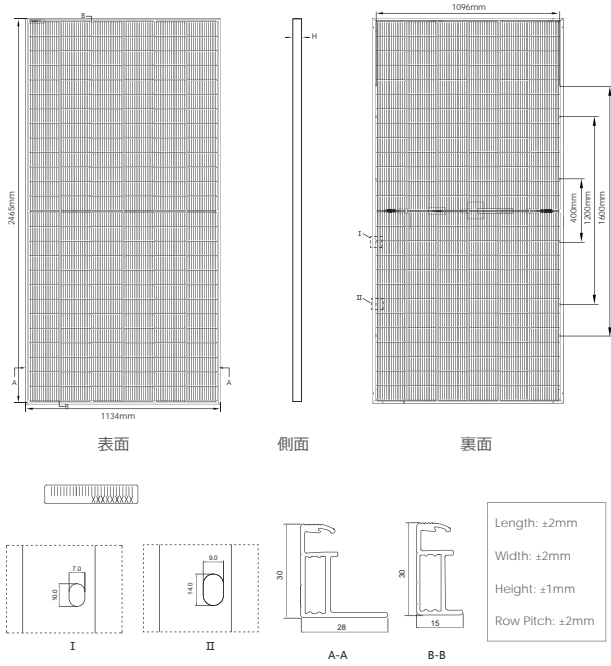 B
H
1096mm
2465mm
400mm
1200mm
1600mm
I
II
A
A
B
1134mm
表面
側面
裏面
7.0
10.0
I
9.0
14.0
II
30
28
A-A
30
15
B-B
Length: ±2mm
Width: ±2mm
Height: ±1mm
Row Pitch: ±2mm